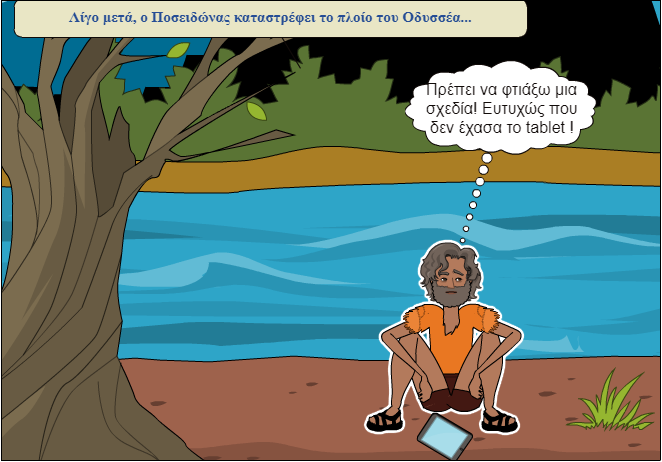 Λίγο μετά, ο Ποσειδώνας καταστρέφει το πλοίο του Οδυσσέα...
Πρέπει να φτιάξω μια
σχεδία! Ευτυχώς που
δεν έχασα το tablet !